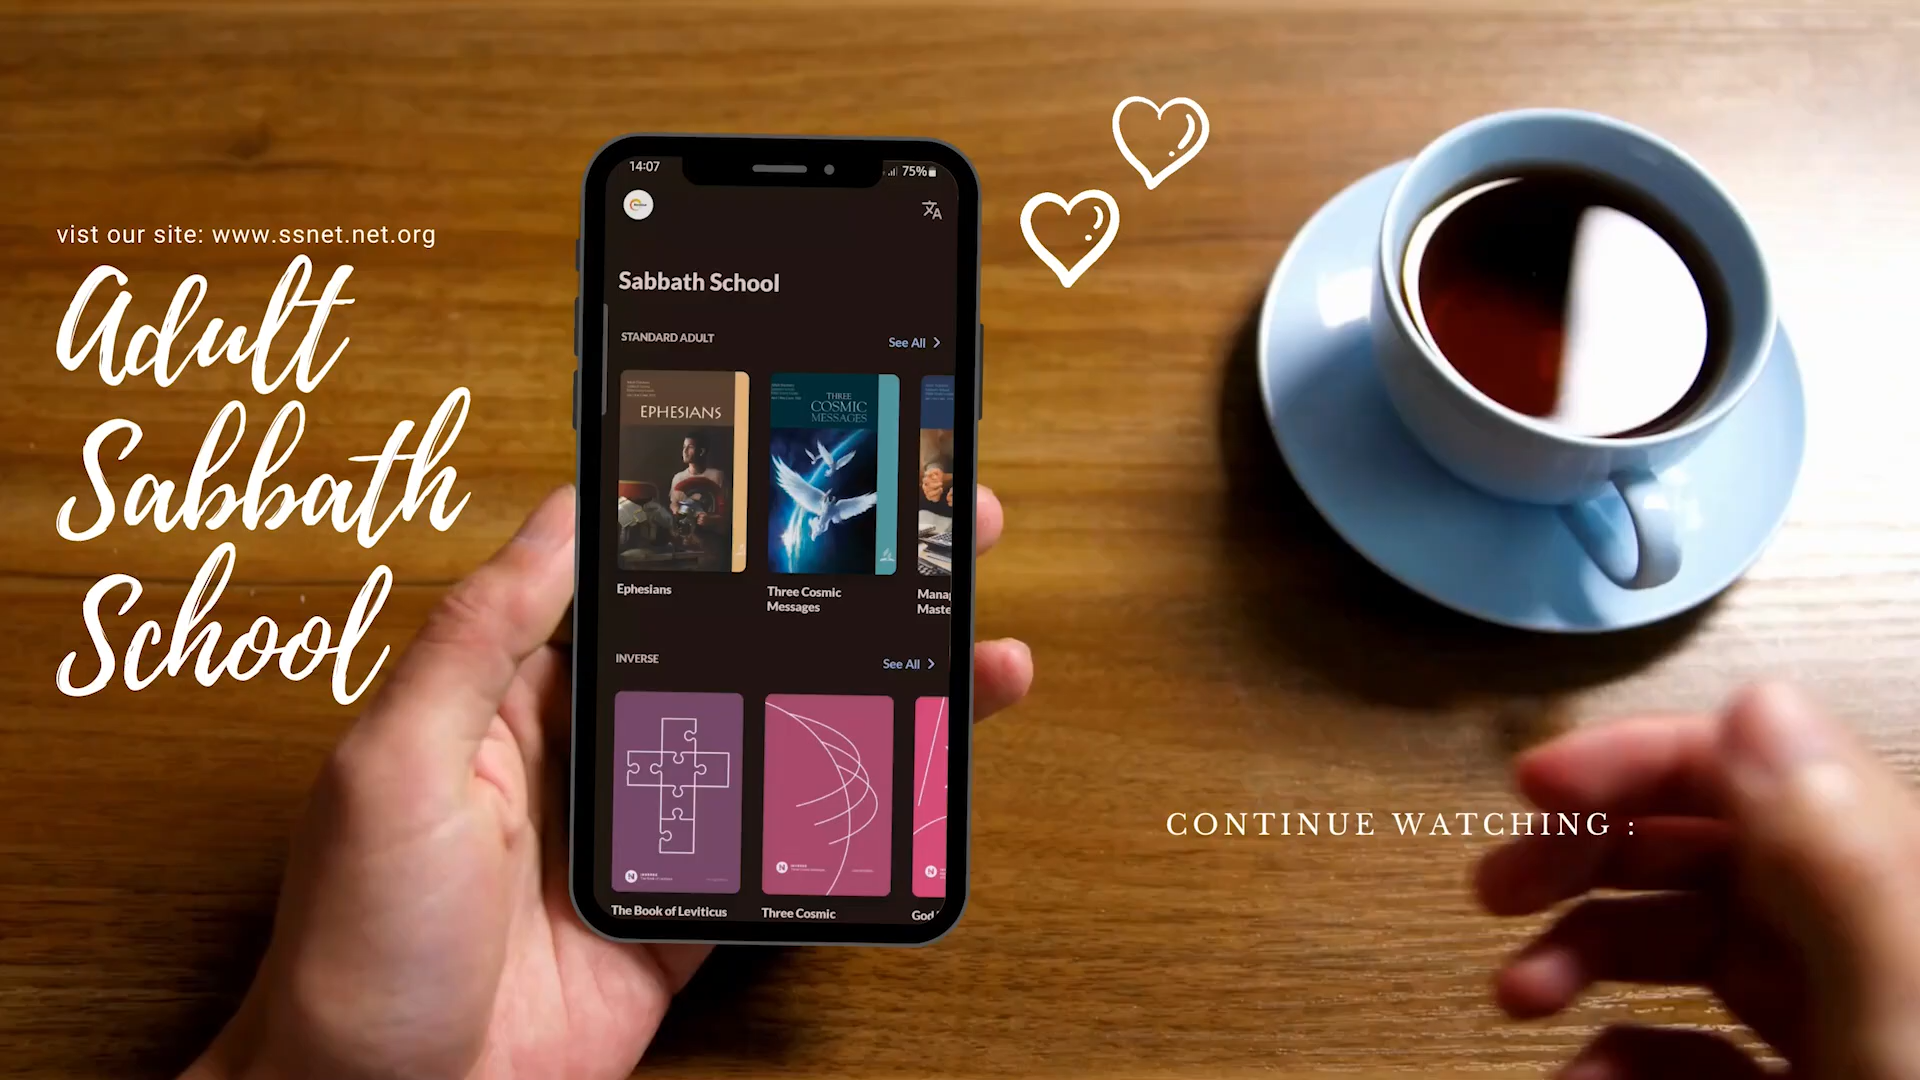 vist our site: www.ssnet.net.org
Adult
Sabbath
School
14:07
75%
Sabbath School
STANDARD ADULT
See All
EPHESIANS
THREE
COSMIC
MESSAGES
Ephesians
Three Cosmic
Messages
INVERSE
See All
The Book of Leviticus
Three Cosmic
God
CONTINUE WATCHING :